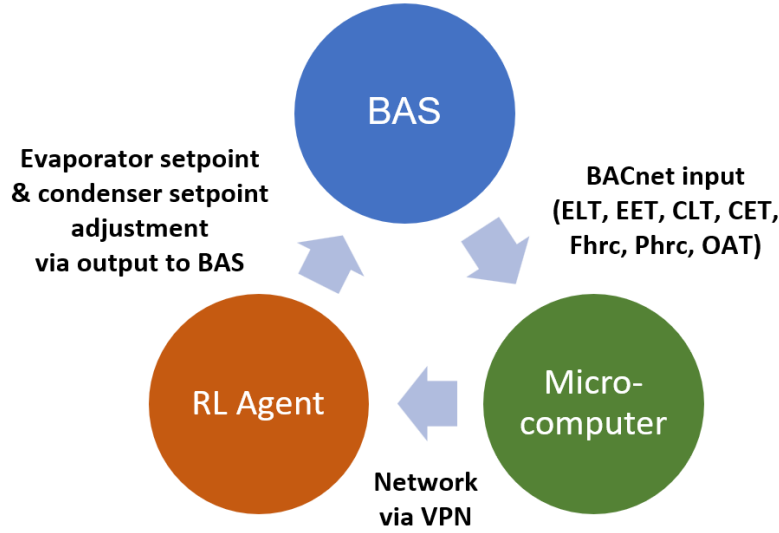 BAS
Evaporator setpoint
& condenser setpoint
adjustment
via output to BAS
BACnet input
(ELT, EET, CLT, CET,
Fhrc, Phrc, OAT)
RL Agent
Micro-
computer
Network
via VPN